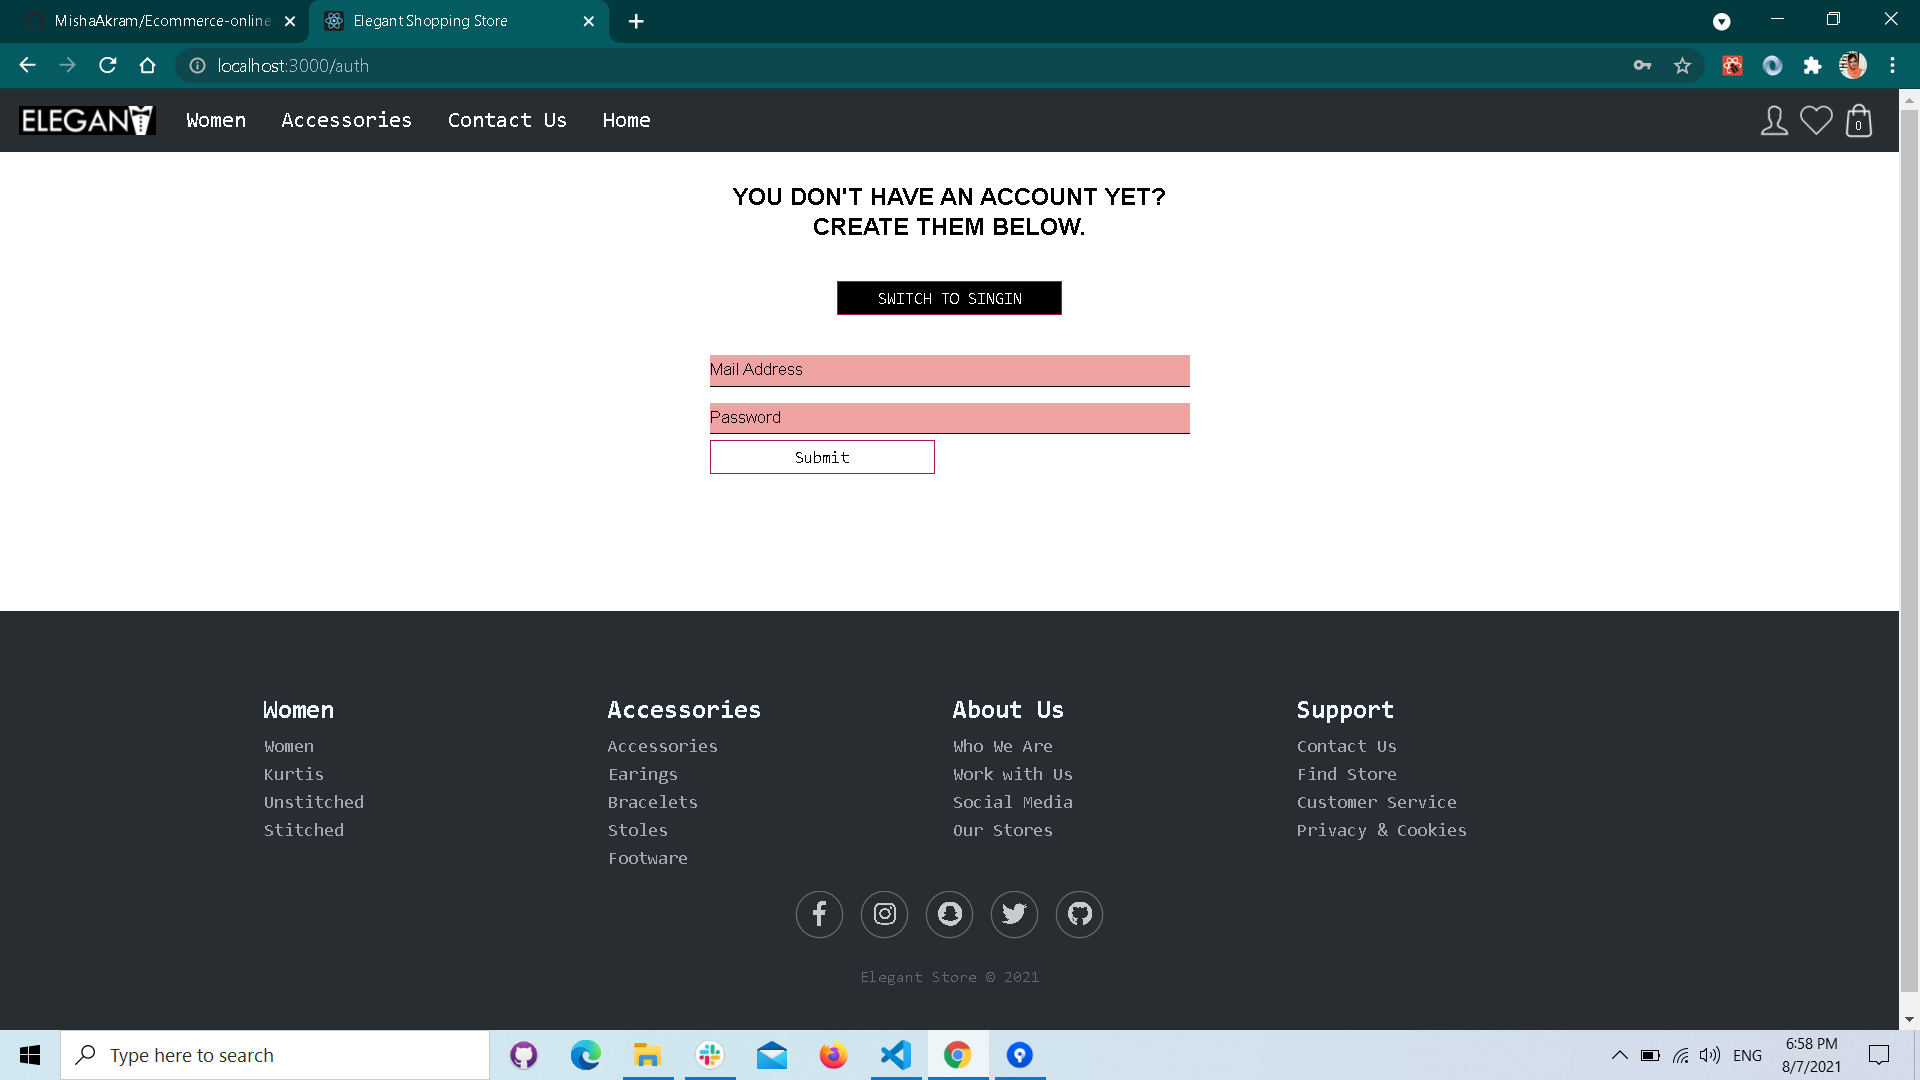 MishaAkram/Ecommerce-online
Elegant Shopping Store
localhost:3000/auth
ELEGANT
Women
Accessories
Contact Us
Home
0
YOU DON'T HAVE AN ACCOUNT YET?
CREATE THEM BELOW.
SWITCH TO SINGIN
Mail Address
Password
Submit
Women
Women
Kurtis
Unstitched
Stitched
Accessories
Accessories
Earings
Bracelets
Stoles
Footware
About Us
Who We Are
Work with Us
Social Media
Our Stores
Support
Contact Us
Find Store
Customer Service
Privacy & Cookies
Elegant Store © 2021
Type here to search
ENG
6:58 PM
8/7/2021